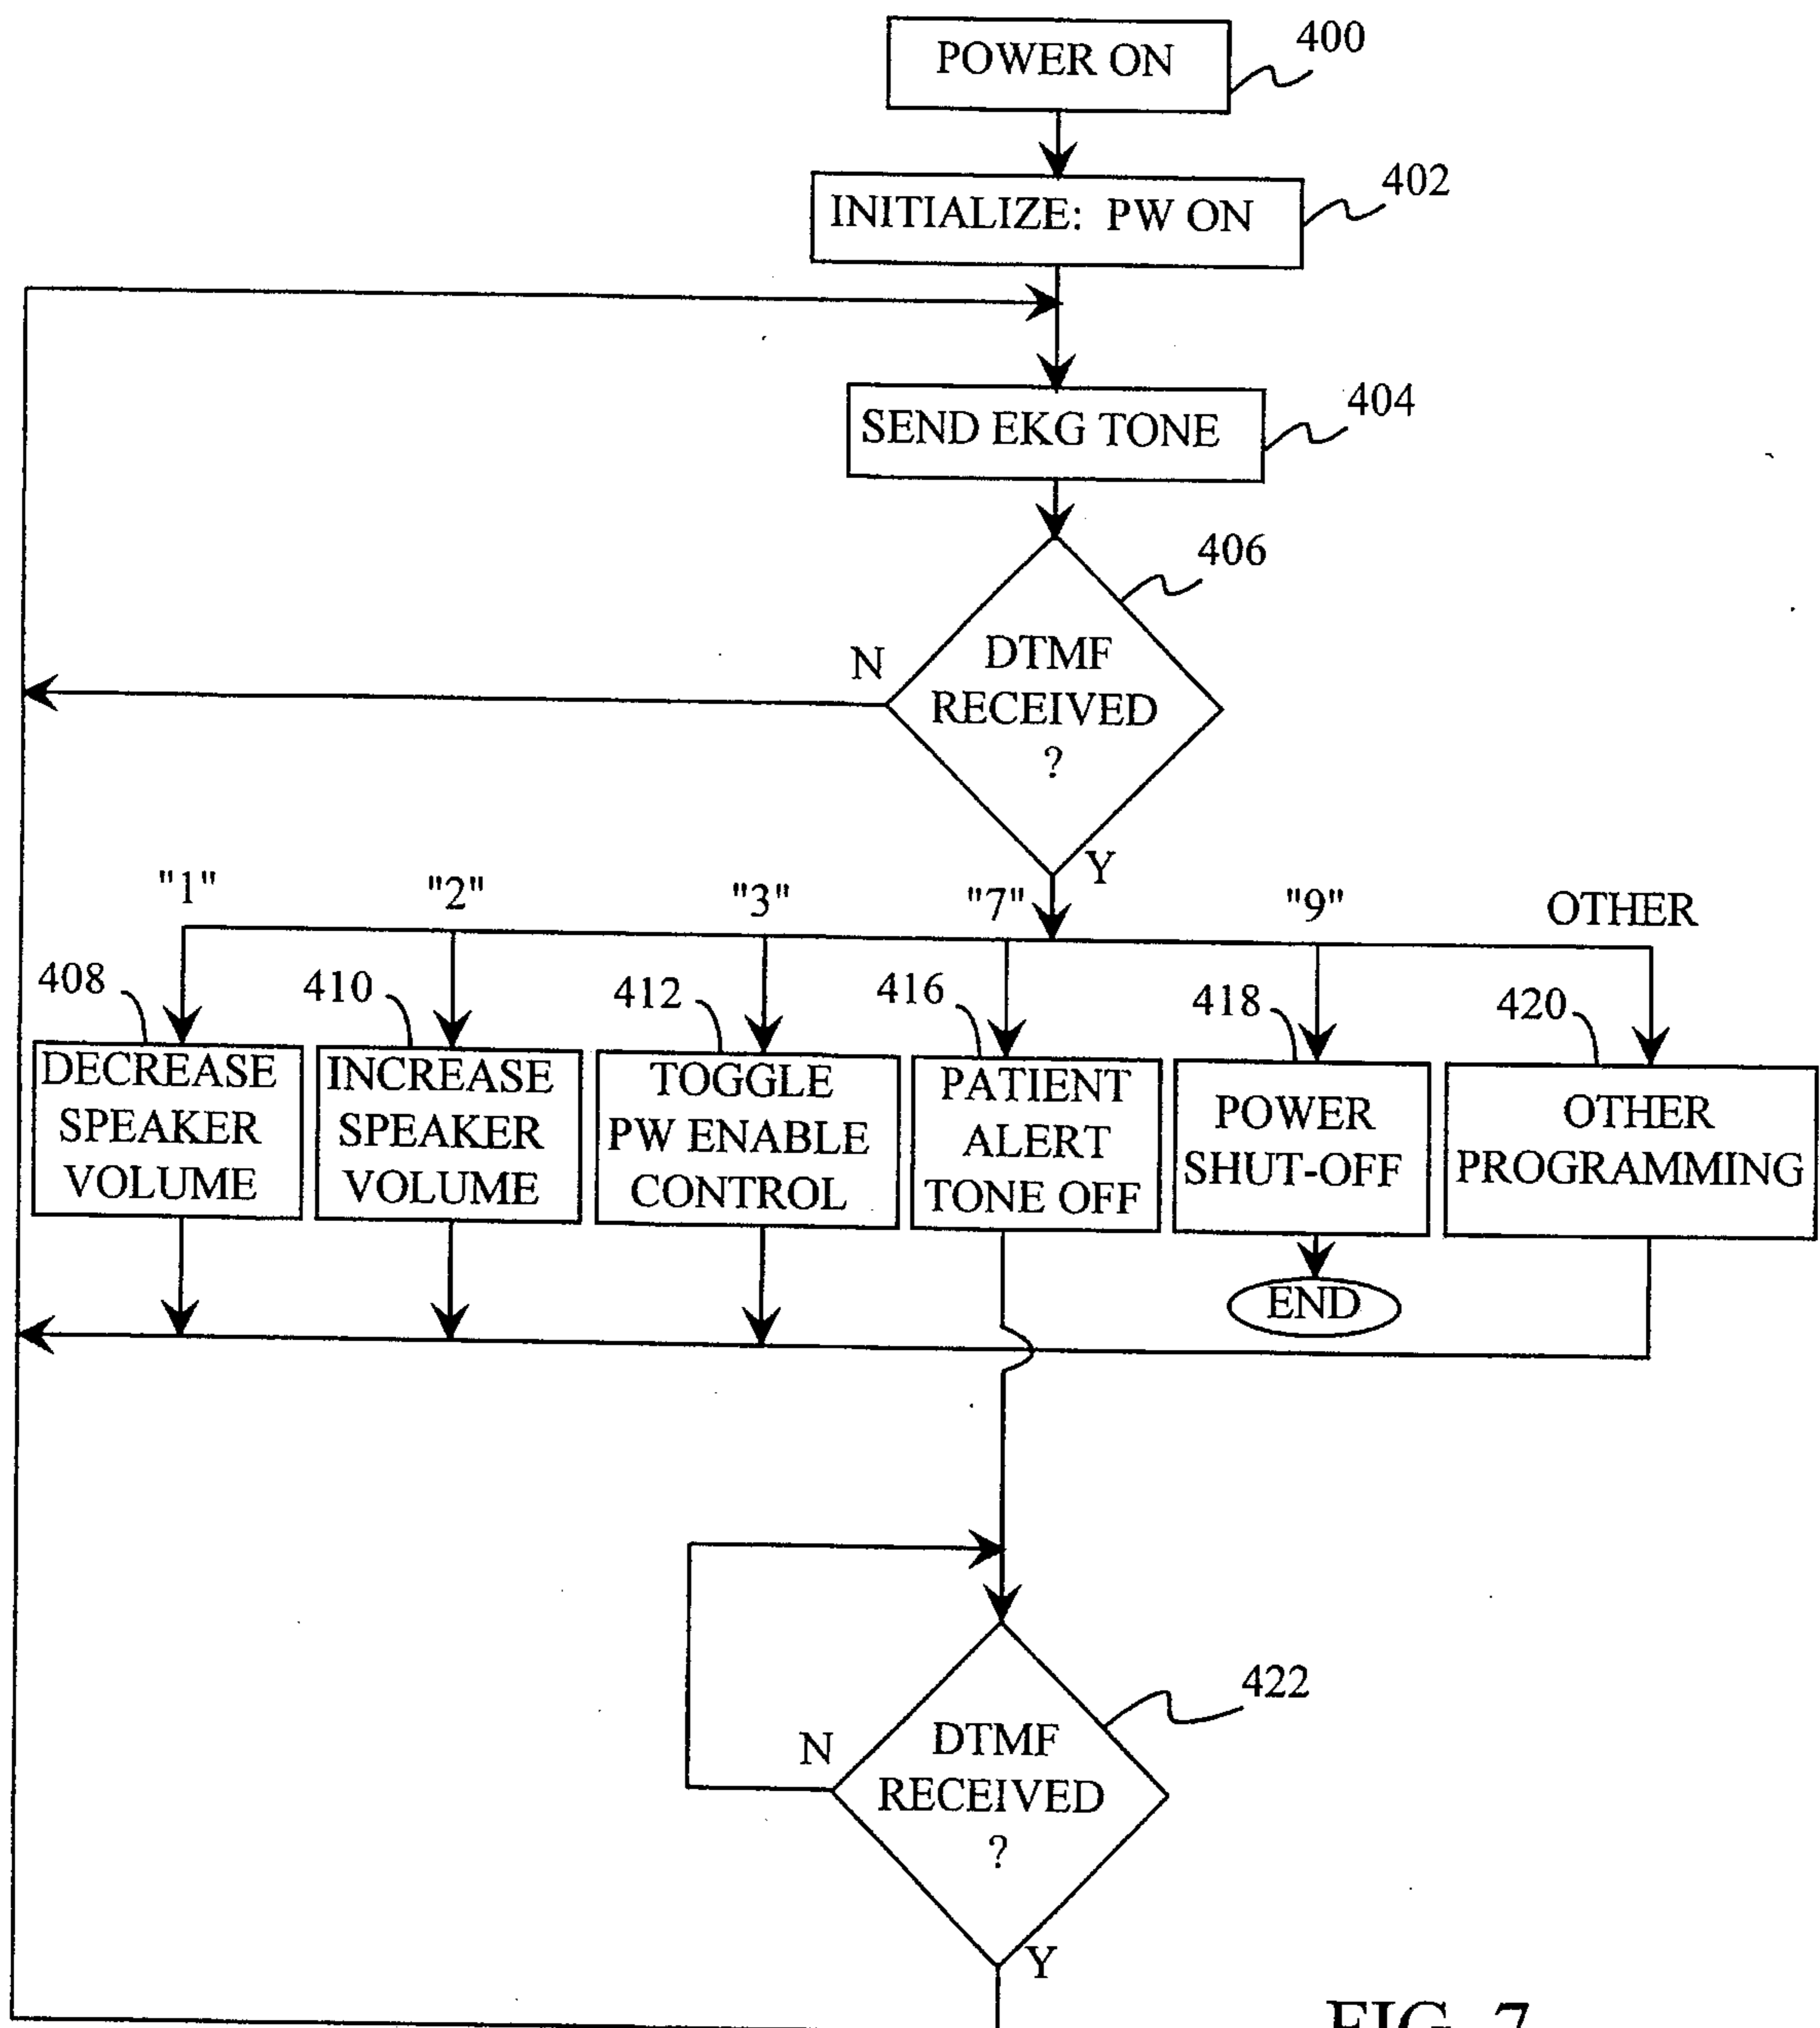 POWER ON
400
INITIALIZE: PW ON
402
SEND EKG TONE
404
406
DTMF
RECEIVED
?
N
Y
"1"
"2"
"3"
"7"
"9"
OTHER
408
410
412
416
418
420
DECREASE
SPEAKER
VOLUME
INCREASE
SPEAKER
VOLUME
TOGGLE
PW ENABLE
CONTROL
PATIENT
ALERT
TONE OFF
POWER
SHUT-OFF
OTHER
PROGRAMMING
END
422
DTMF
RECEIVED
?
N
Y
FIG. 7